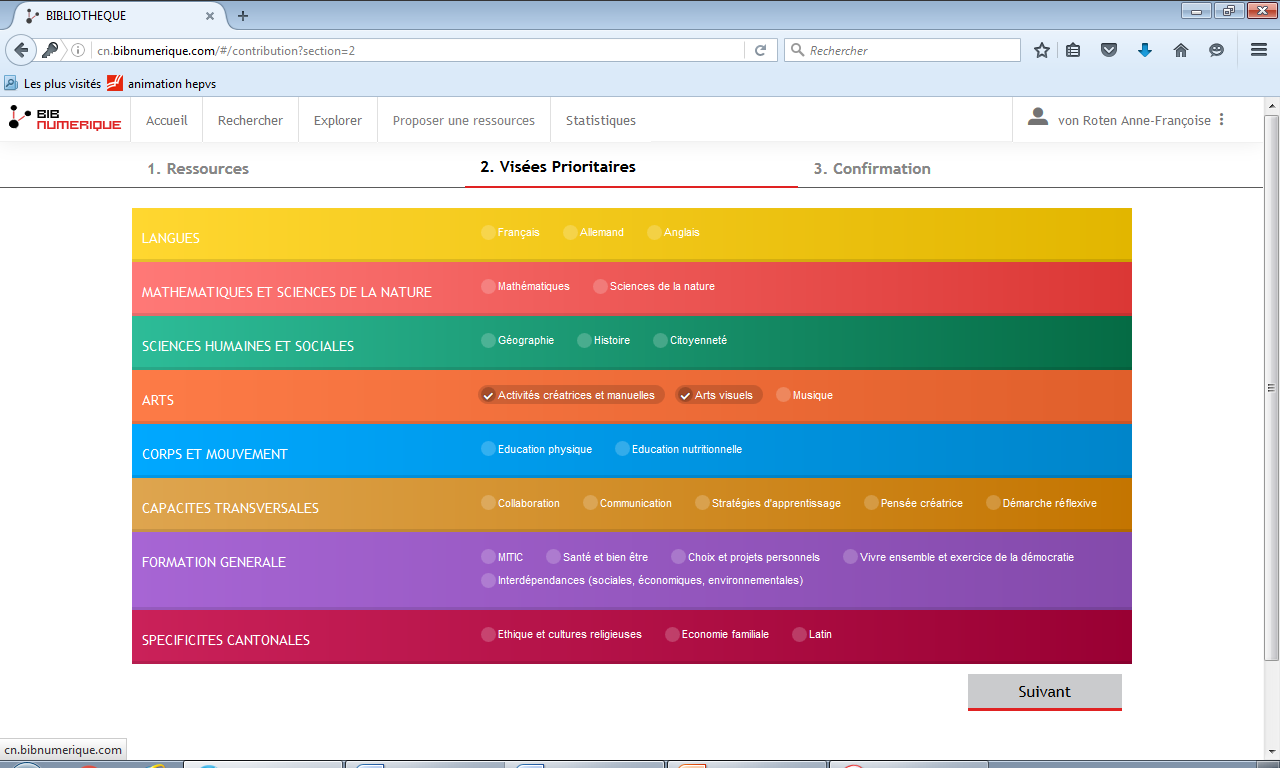 BIBLIOTHEQUE
cn.bibnumerique.com/#/contribution?section=2
Rechercher
Les plus visités animation hepvs
BIB NUMERIQUE
Accueil Rechercher Explorer Proposer une ressources Statistiques von Roten Anne-Françoise
1. Ressources 2. Visées Prioritaires 3. Confirmation
LANGUES Français Allemand Anglais
MATHEMATIQUES ET SCIENCES DE LA NATURE Mathématiques Sciences de la nature
SCIENCES HUMAINES ET SOCIALES Géographie Histoire Citoyenneté
ARTS Activités créatrices et manuelles Arts visuels Musique
CORPS ET MOUVEMENT Education physique Education nutritionnelle
CAPACITES TRANSVERSALES Collaboration Communication Stratégies d'apprentissage Pensée créatrice Démarche réflexive
FORMATION GENERALE MITIC Santé et bien être Choix et projets personnels Vivre ensemble et exercice de la démocratie
Interdépendances (sociales, économiques, environnementales)
SPECIFICITES CANTONALES Ethique et cultures religieuses Economie familiale Latin
Suivant
cn.bibnumerique.com